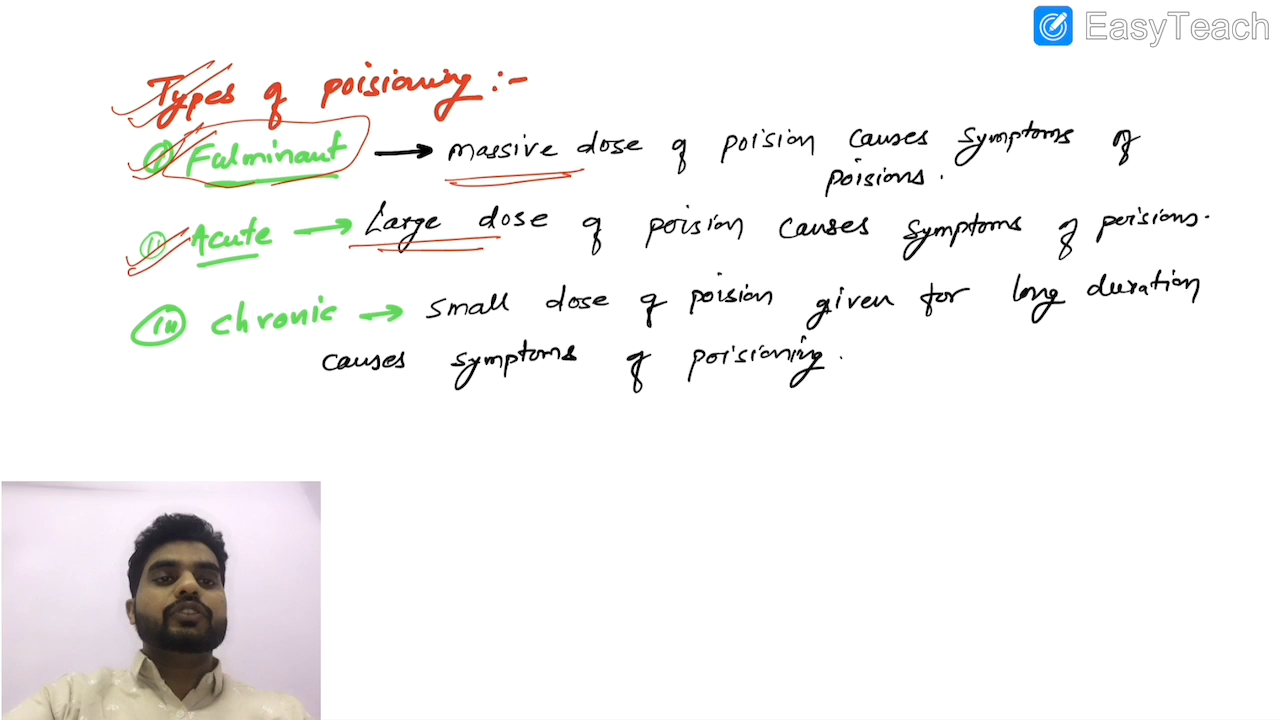 EasyTeach
Types of poisioning :-
(i) Fulminant → massive dose of poision causes symptoms of
poisions.
(ii) Acute → Large dose of poision causes symptoms of poisions.
(iii) chronic → small dose of poision given for long duration
causes symptoms of poisioning.